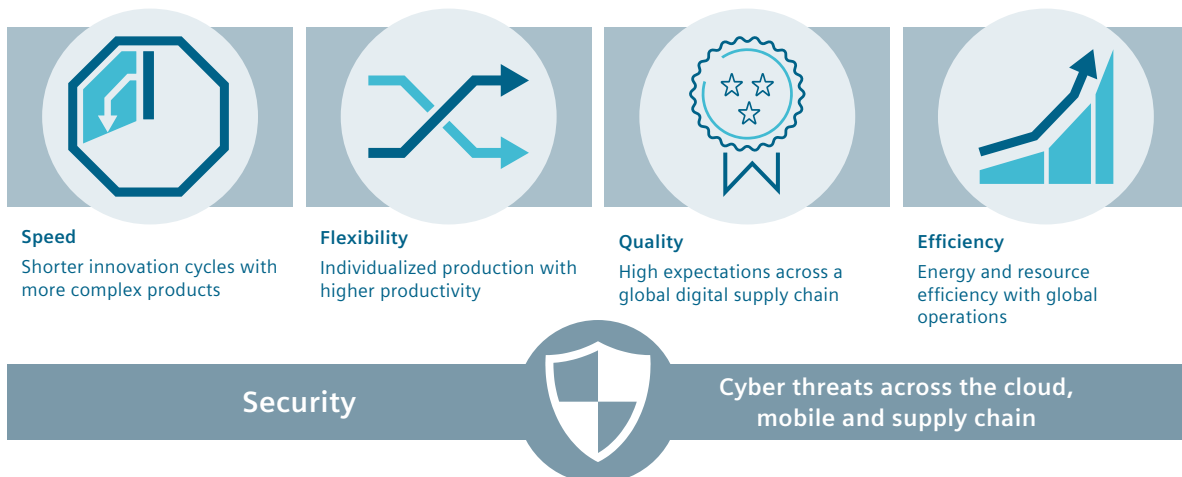 Speed
Shorter innovation cycles with
more complex products
Flexibility
Individualized production with
higher productivity
Quality
High expectations across a
global digital supply chain
Efficiency
Energy and resource
efficiency with global
operations
Security
Cyber threats across the cloud,
mobile and supply chain